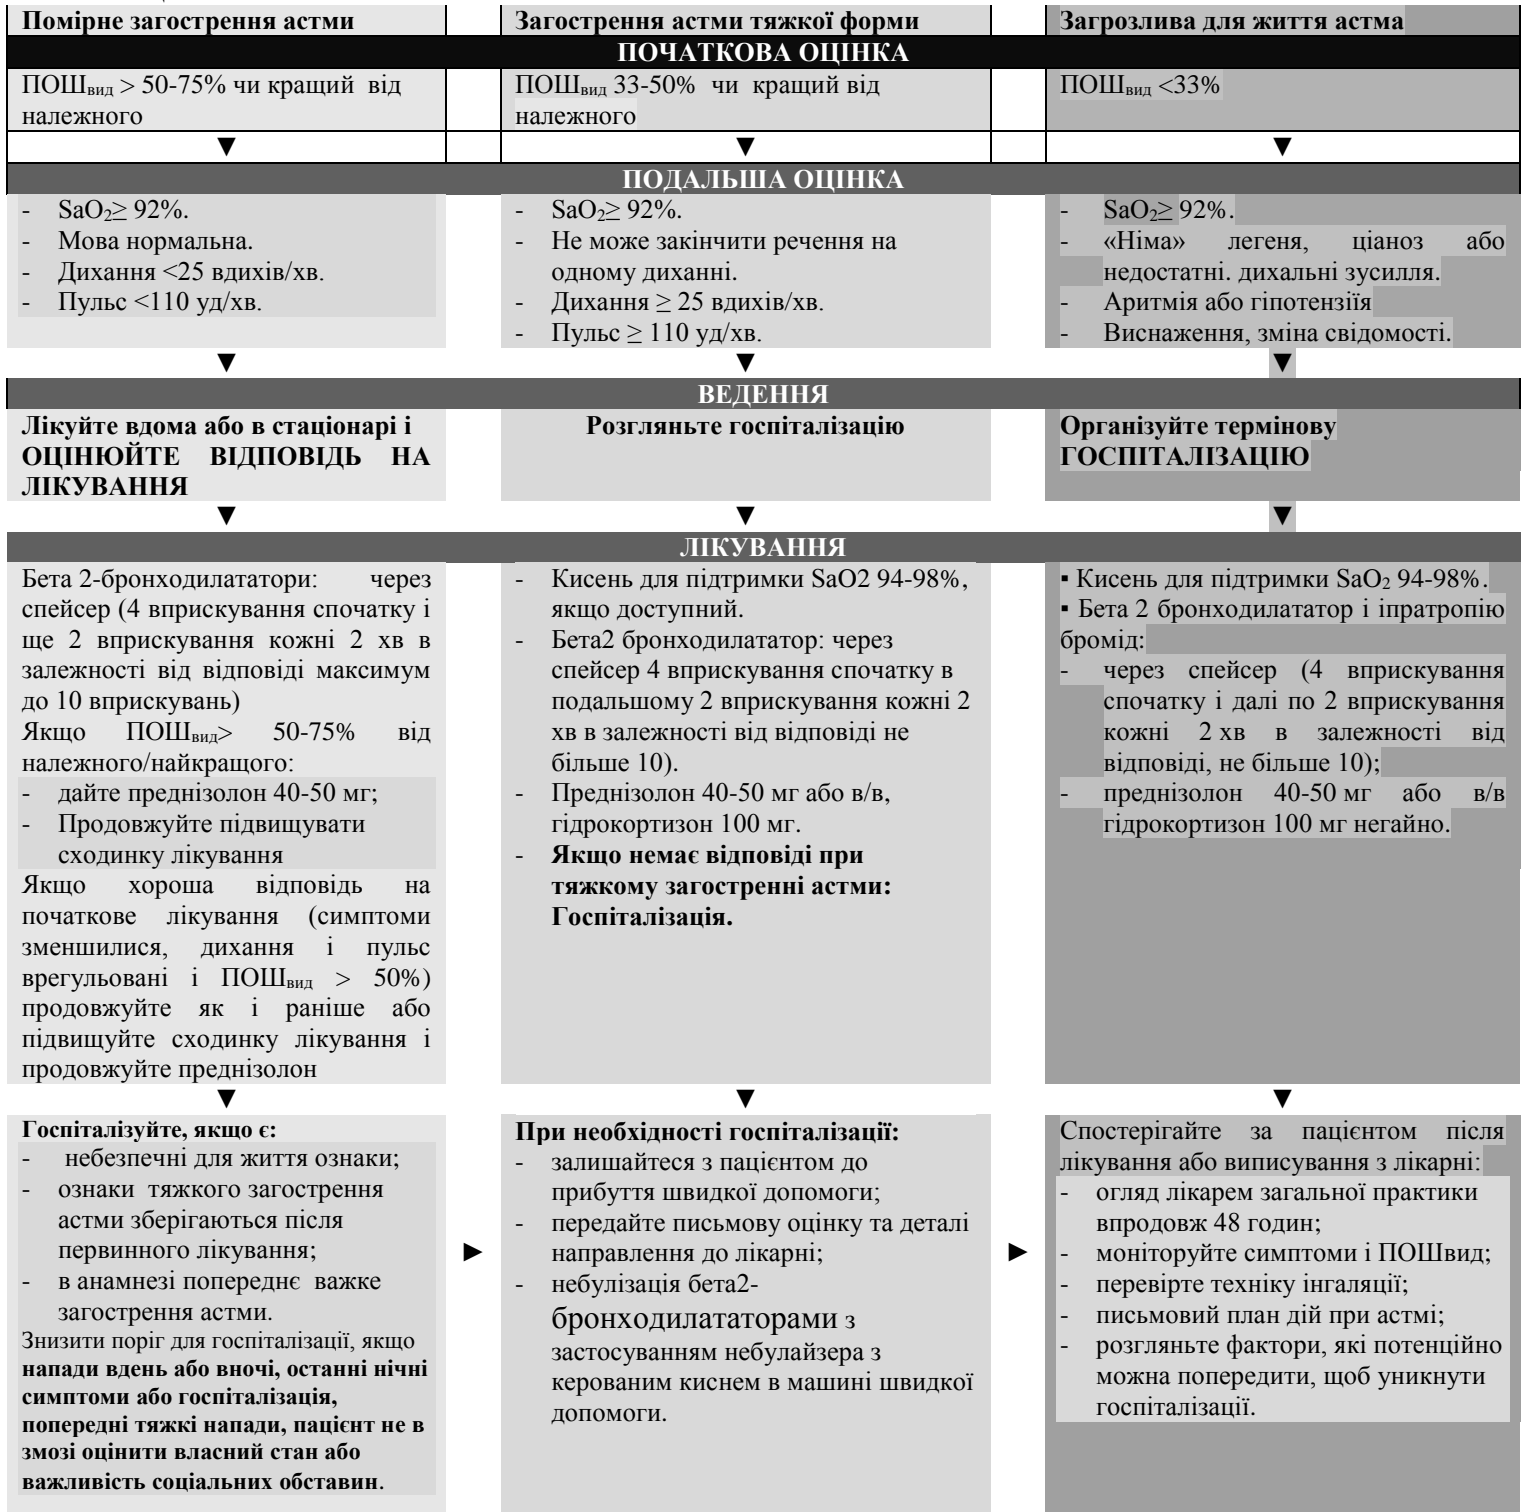 Помірне загострення астми
Загострення астми тяжкої форми
Загрозлива для життя астма
ПОЧАТКОВА ОЦІНКА
ПОШвид > 50-75% чи кращий від
належного
ПОШвид 33-50% чи кращий від
належного
ПОШвид <33%
▼ ▼ ▼
ПОДАЛЬША ОЦІНКА
- SaO₂≥ 92%.
- Мова нормальна.
- Дихання <25 вдихів/хв.
- Пульс <110 уд/хв.
- SaO₂≥ 92%.
- Не може закінчити речення на
одному диханні.
- Дихання ≥ 25 вдихів/хв.
- Пульс ≥ 110 уд/хв.
- SaO₂≥ 92%.
- «Німа» легеня, ціаноз або
недостатні. дихальні зусилля.
- Аритмія або гіпотензіїя
- Виснаження, зміна свідомості.
▼ ▼ ▼
ВЕДЕННЯ
Лікуйте вдома або в стаціонарі і
ОЦІНЮЙТЕ ВІДПОВІДЬ НА
ЛІКУВАННЯ
Розгляньте госпіталізацію
Організуйте термінову
ГОСПІТАЛІЗАЦІЮ
▼ ▼ ▼
ЛІКУВАННЯ
Бета 2-бронходилататори: через
спейсер (4 вприскування спочатку і
ще 2 вприскування кожні 2 хв в
залежності від відповіді максимум
до 10 вприскувань)
Якщо ПОШвид> 50-75% від
належного/найкращого:
- дайте преднізолон 40-50 мг;
- Продовжуйте підвищувати
сходинку лікування
Якщо хороша відповідь на
початкове лікування (симптоми
зменшилися, дихання і пульс
врегульовані і ПОШвид > 50%)
продовжуйте як і раніше або
підвищуйте сходинку лікування і
продовжуйте преднізолон
- Кисень для підтримки SaO2 94-98%,
якщо доступний.
- Бета2 бронходилататор: через
спейсер 4 вприскування спочатку в
подальшому 2 вприскування кожні 2
хв в залежності від відповіді не
більше 10).
- Преднізолон 40-50 мг або в/в,
гідрокортизон 100 мг.
- Якщо немає відповіді при
тяжкому загостренні астми:
Госпіталізація.
▪ Кисень для підтримки SaO₂ 94-98%.
▪ Бета 2 бронходилататор і іпратропію
бромід:
- через спейсер (4 вприскування
спочатку і далі по 2 вприскування
кожні 2 хв в залежності від
відповіді, не більше 10);
- преднізолон 40-50 мг або в/в
гідрокортизон 100 мг негайно.
▼ ▼ ▼
Госпіталізуйте, якщо є:
- небезпечні для життя ознаки;
- ознаки тяжкого загострення
астми зберігаються після
первинного лікування;
- в анамнезі попереднє важке
загострення астми.
Знизити поріг для госпіталізації, якщо
напади вдень або вночі, останні нічні
симптоми або госпіталізація,
попередні тяжкі напади, пацієнт не в
змозі оцінити власний стан або
важливість соціальних обставин.
►
При необхідності госпіталізації:
- залишайтеся з пацієнтом до
прибуття швидкої допомоги;
- передайте письмову оцінку та деталі
направлення до лікарні;
- небулізація бета2-
бронходилататорами з
застосуванням небулайзера з
керованим киснем в машині швидкої
допомоги.
►
Спостерігайте за пацієнтом після
лікування або виписування з лікарні:
- огляд лікарем загальної практики
впродовж 48 годин;
- моніторуйте симптоми і ПОШвид;
- перевірте техніку інгаляції;
- письмовий план дій при астмі;
- розгляньте фактори, які потенційно
можна попередити, щоб уникнути
госпіталізації.